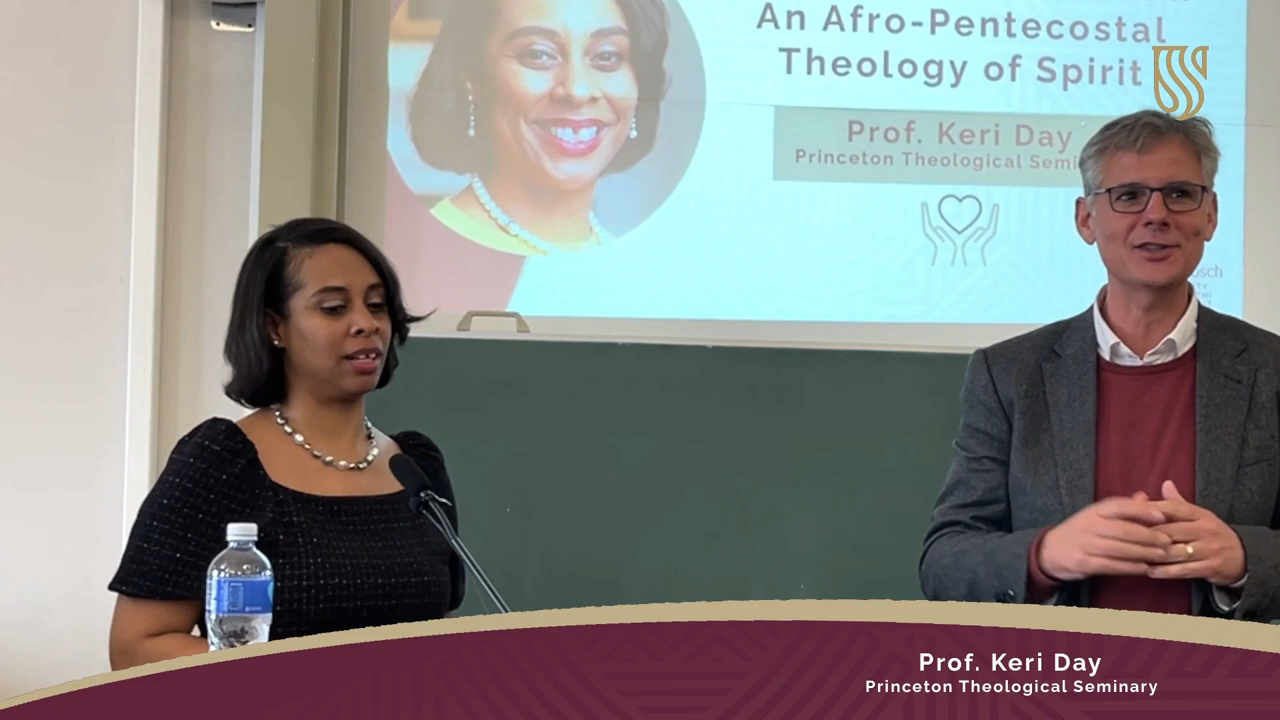 An Afro-Pentecostal
Theology of Spirit
Prof. Keri Day
Princeton Theological Semi
Prof. Keri Day
Princeton Theological Seminary